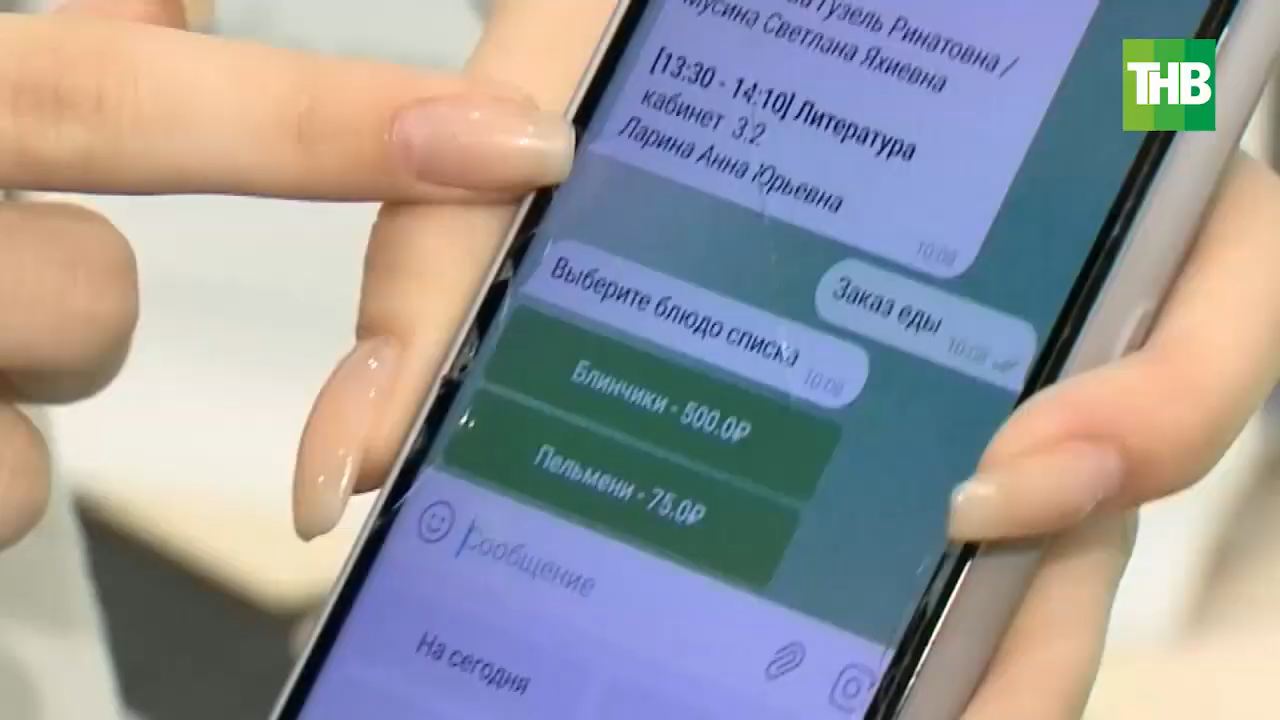 Гузель Ринатовна /
Мусина Светлана Яхиевна
[13:30 - 14:10] Литература
кабинет 3.2
Ларина Анна Юрьевна
10:08
Заказ еды
10:08
Выберите блюдо списка
10:08
Блинчики - 500.0₽
Пельмени - 75.0₽
Сообщение
На сегодня
ТНВ